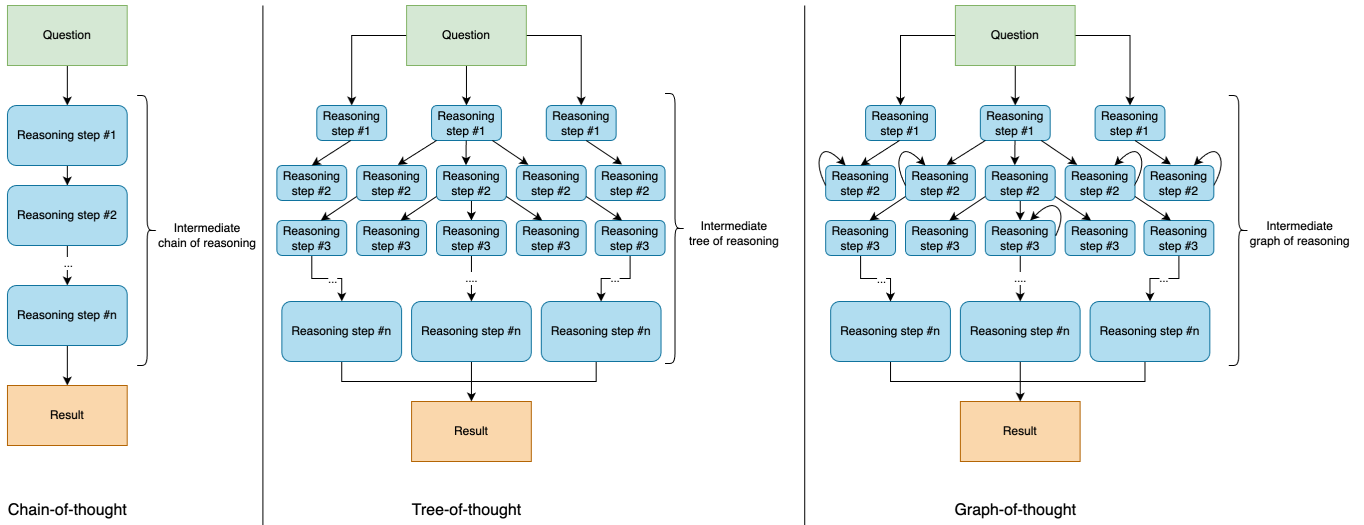 Question
Reasoning step #1
Reasoning step #2
...
Reasoning step #n
Result
Intermediate
chain of reasoning
Chain-of-thought
Question
Reasoning
step #1
Reasoning
step #1
Reasoning
step #1
Reasoning
step #2
Reasoning
step #2
Reasoning
step #2
Reasoning
step #2
Reasoning
step #2
Reasoning
step #3
Reasoning
step #3
Reasoning
step #3
Reasoning
step #3
Reasoning
step #3
...
....
...
Reasoning step #n
Reasoning step #n
Reasoning step #n
Result
Intermediate
tree of reasoning
Tree-of-thought
Question
Reasoning
step #1
Reasoning
step #1
Reasoning
step #1
Reasoning
step #2
Reasoning
step #2
Reasoning
step #2
Reasoning
step #2
Reasoning
step #2
Reasoning
step #3
Reasoning
step #3
Reasoning
step #3
Reasoning
step #3
Reasoning
step #3
...
....
...
Reasoning step #n
Reasoning step #n
Reasoning step #n
Result
Intermediate
graph of reasoning
Graph-of-thought